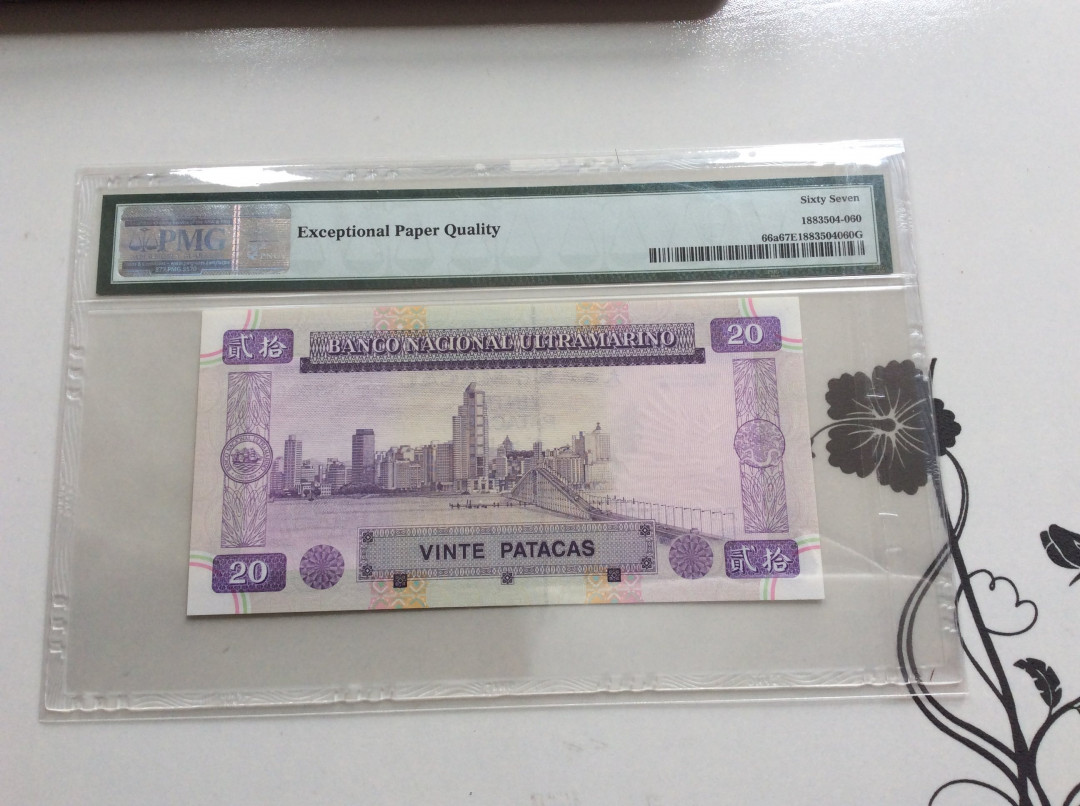 PMG
Exceptional Paper Quality
Sixty Seven
1883504-060
66a67E1883504060G
貳拾
BANCO NACIONAL ULTRAMARINO
20
VINTE PATACAS
20
貳拾